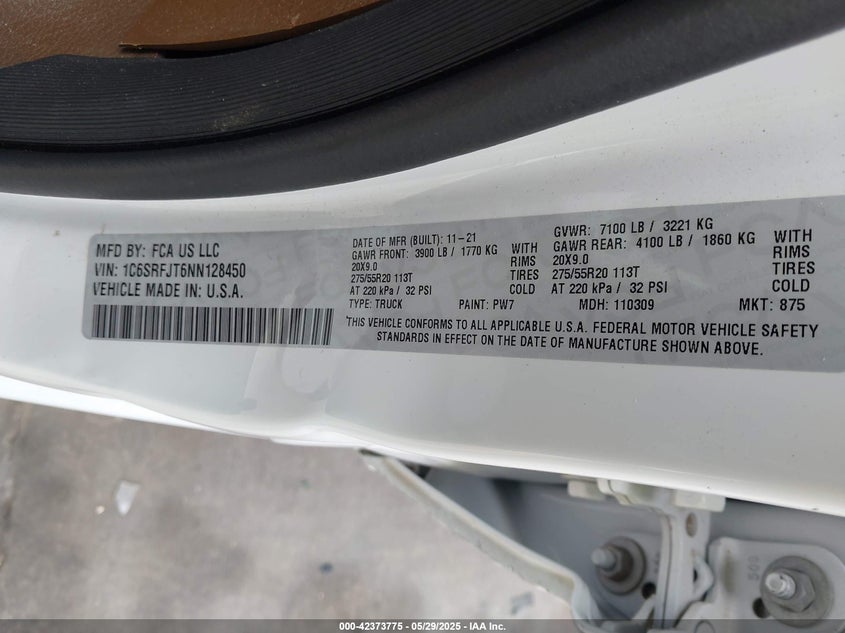 MFD BY: FCA US LLC
VIN: 1C6SRFJT6NN128450
VEHICLE MADE IN: U.S.A.
DATE OF MFR (BUILT): 11-21
GAWR FRONT: 3900 LB / 1770 KG WITH
20X9.0 RIMS
275/55R20 113T TIRES
AT 220 kPa / 32 PSI COLD
GVWR: 7100 LB / 3221 KG
GAWR REAR: 4100 LB / 1860 KG WITH
20X9.0 RIMS
275/55R20 113T TIRES
AT 220 kPa / 32 PSI COLD
TYPE: TRUCK PAINT: PW7 MDH: 110309 MKT: 875
THIS VEHICLE CONFORMS TO ALL APPLICABLE U.S.A. FEDERAL MOTOR VEHICLE SAFETY
STANDARDS IN EFFECT ON THE DATE OF MANUFACTURE SHOWN ABOVE.
000-42373775 - 05/29/2025 - IAA Inc.